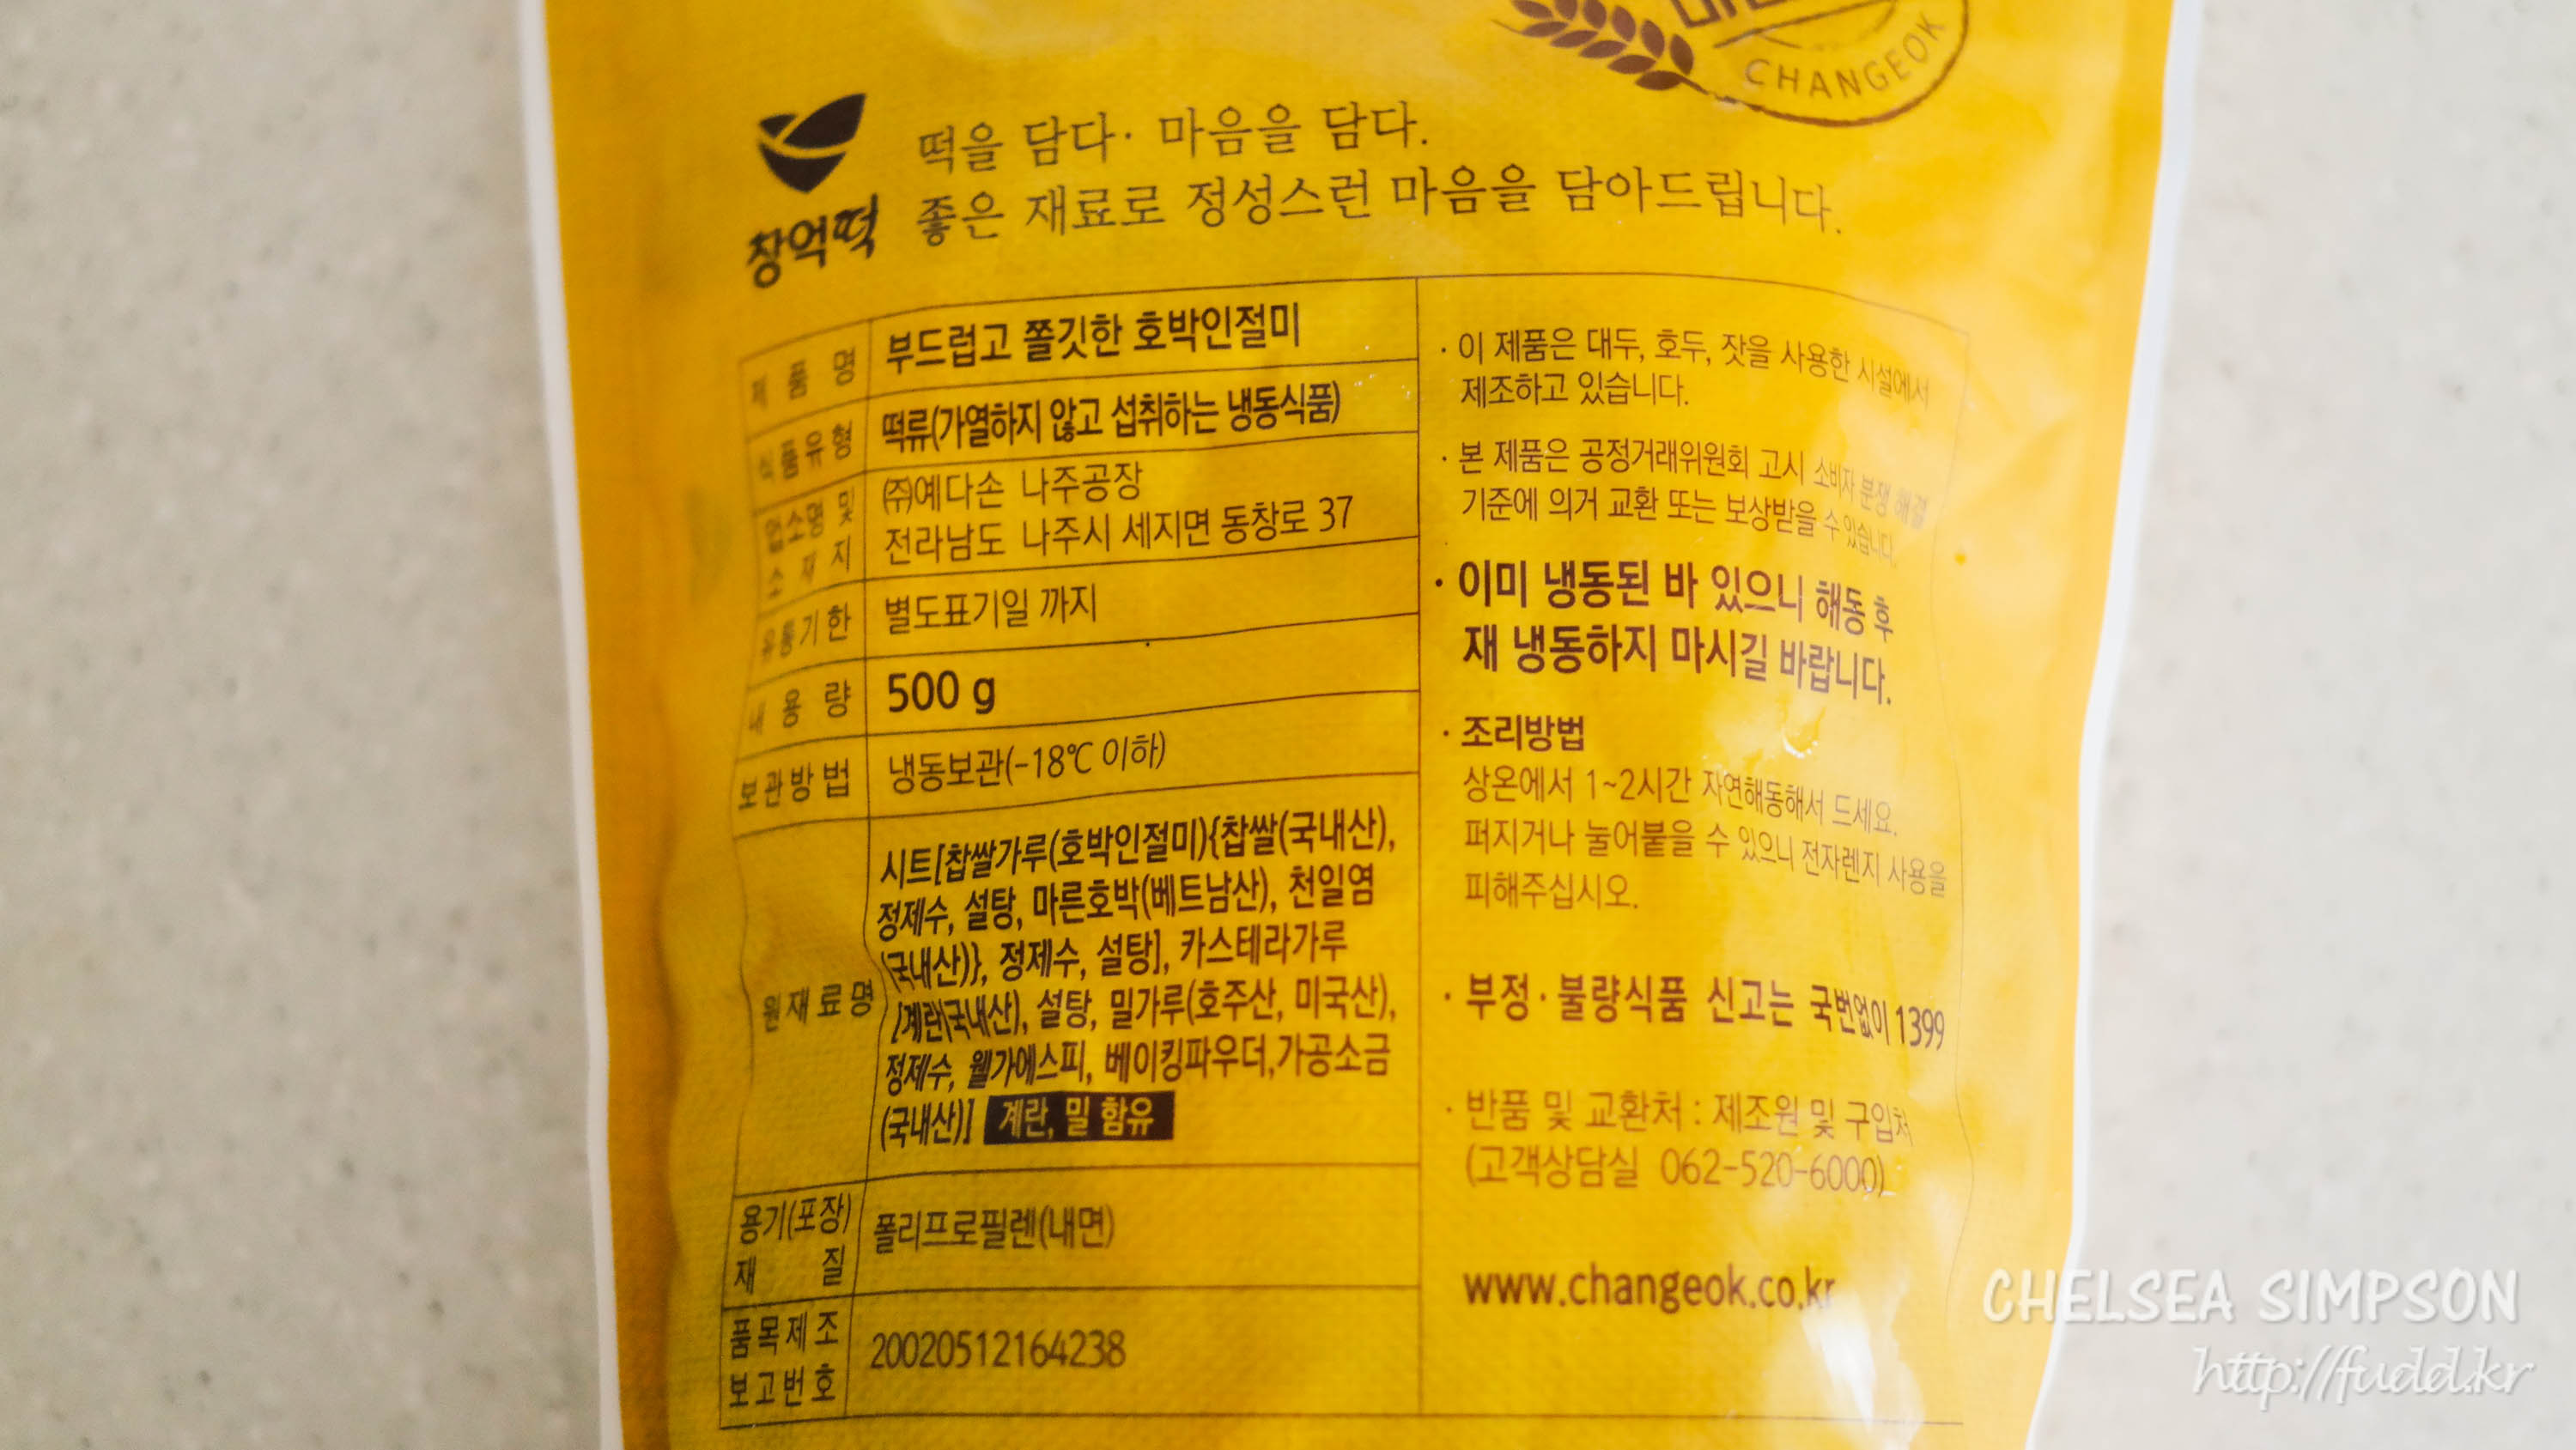 CHANGEOK
창억떡
떡을 담다· 마음을 담다.
좋은 재료로 정성스런 마음을 담아드립니다.
제 품 명
부드럽고 쫄깃한 호박인절미
식품유형
떡류(가열하지 않고 섭취하는 냉동식품)
업소명 및
소 재 지
㈜예다손 나주공장
전라남도 나주시 세지면 동창로 37
유통기한
별도표기일 까지
내 용 량
500 g
보관방법
냉동보관(-18℃ 이하)
원재료명
시트[찹쌀가루(호박인절미){찹쌀(국내산),
정제수, 설탕, 마른호박(베트남산), 천일염
(국내산)}, 정제수, 설탕], 카스테라가루
[계란(국내산), 설탕, 밀가루(호주산, 미국산),
정제수, 웰가에스피, 베이킹파우더,가공소금
(국내산)] 계란, 밀 함유
용기(포장)
재 질
폴리프로필렌(내면)
품목제조
보고번호
20020512164238
· 이 제품은 대두, 호두, 잣을 사용한 시설에서
제조하고 있습니다.
· 본 제품은 공정거래위원회 고시 소비자 분쟁 해결
기준에 의거 교환 또는 보상받을 수 있습니다.
· 이미 냉동된 바 있으니 해동 후
재 냉동하지 마시길 바랍니다.
· 조리방법
상온에서 1~2시간 자연해동해서 드세요.
퍼지거나 눌어붙을 수 있으니 전자렌지 사용을
피해주십시오.
· 부정·불량식품 신고는 국번없이 1399
· 반품 및 교환처 : 제조원 및 구입처
(고객상담실 062-520-6000)
www.changeok.co.kr
CHELSEA SIMPSON
http://fudd.kr